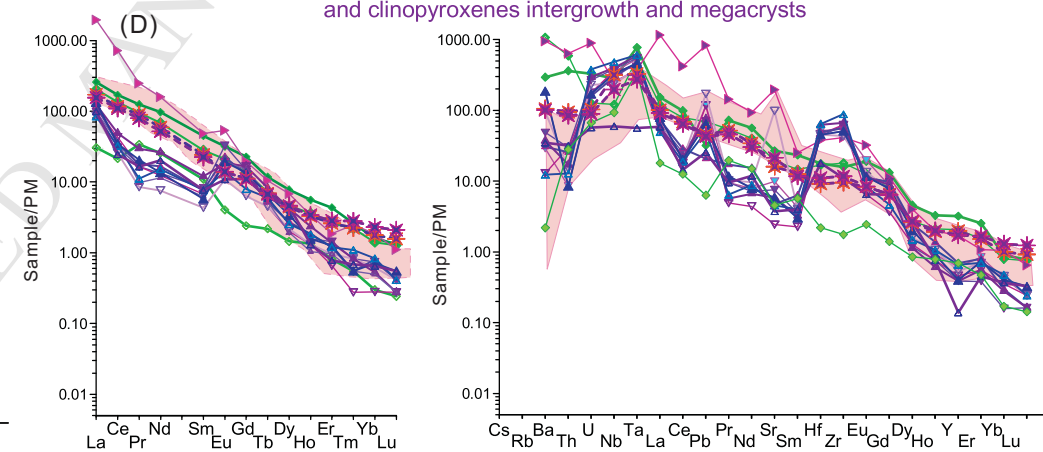 and clinopyroxenes intergrowth and megacrysts
(D)
Sample/PM
1000.00
100.00
10.00
1.00
0.10
0.01
La Ce Pr Nd Sm Eu Gd Tb Dy Ho Er Tm Yb Lu
Sample/PM
1000.00
100.00
10.00
1.00
0.10
0.01
Cs Rb Ba Th U Nb Ta La Ce Pb Pr Nd Sr Sm Hf Zr Eu Gd Dy Ho Y Er Yb Lu